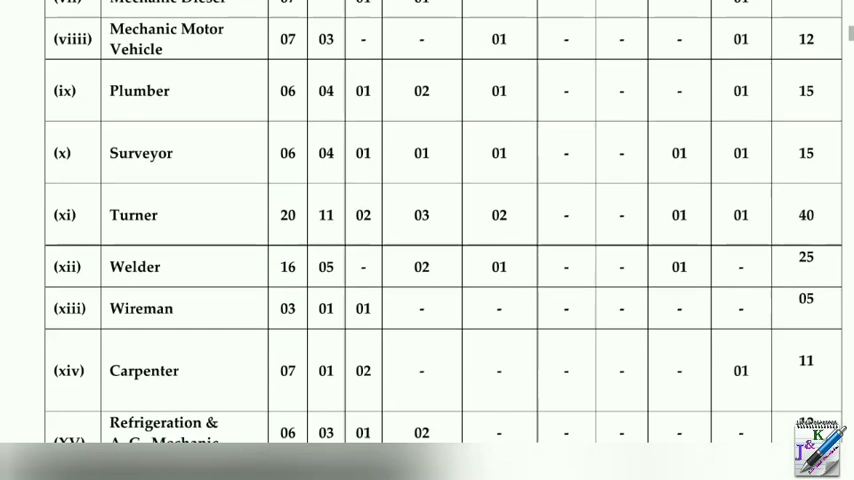 (viiii) Mechanic Motor Vehicle 07 03 - - 01 - - - 01 12
(ix) Plumber 06 04 01 02 01 - - - 01 15
(x) Surveyor 06 04 01 01 01 - - 01 01 15
(xi) Turner 20 11 02 03 02 - - 01 01 40
(xii) Welder 16 05 - 02 01 - - 01 - 25
(xiii) Wireman 03 01 01 - - - - - - 05
(xiv) Carpenter 07 01 02 - - - - - 01 11
Refrigeration & 06 03 01 02 - - - - -
J&K